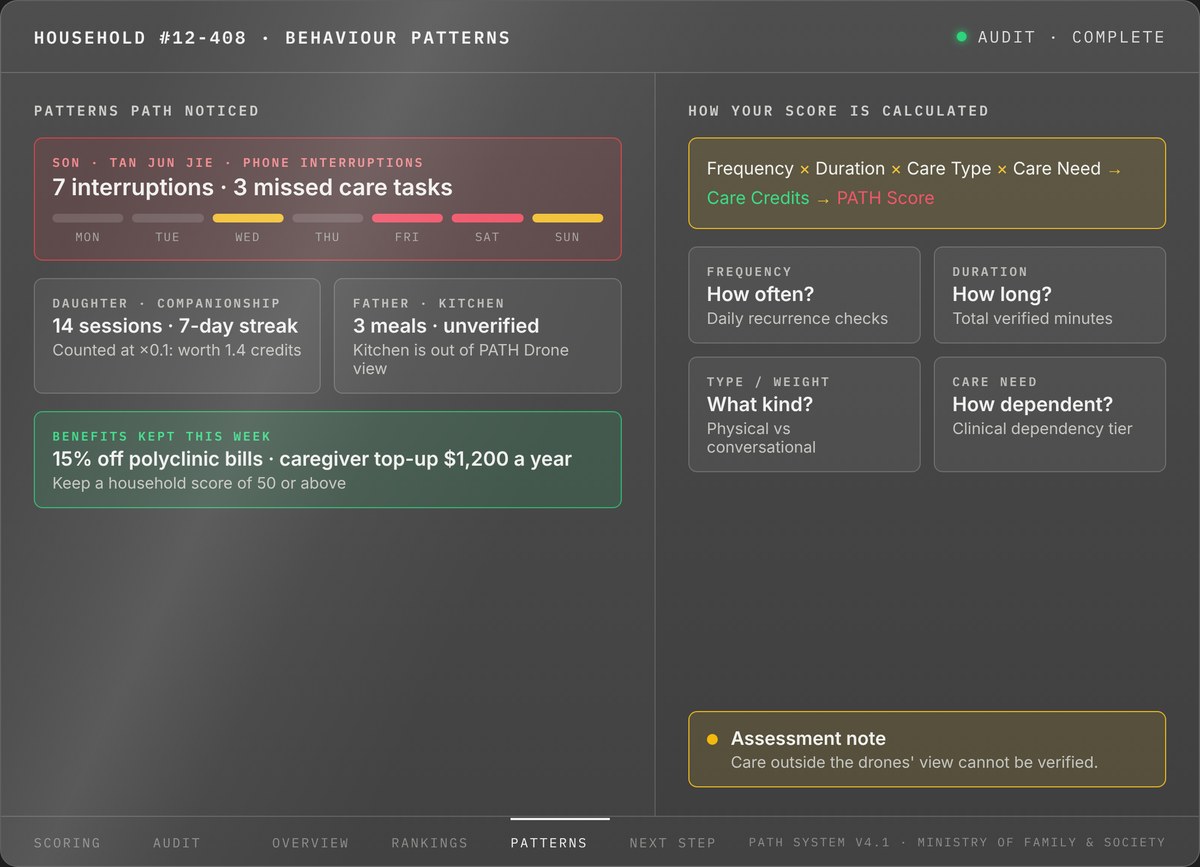 HOUSEHOLD #12-408 · BEHAVIOUR PATTERNS
AUDIT · COMPLETE
PATTERNS PATH NOTICED
SON · TAN JUN JIE · PHONE INTERRUPTIONS
7 interruptions · 3 missed care tasks
MON TUE WED THU FRI SAT SUN
DAUGHTER · COMPANIONSHIP
14 sessions · 7-day streak
Counted at ×0.1: worth 1.4 credits
FATHER · KITCHEN
3 meals · unverified
Kitchen is out of PATH Drone
view
BENEFITS KEPT THIS WEEK
15% off polyclinic bills · caregiver top-up $1,200 a year
Keep a household score of 50 or above
HOW YOUR SCORE IS CALCULATED
Frequency × Duration × Care Type × Care Need →
Care Credits → PATH Score
FREQUENCY
How often?
Daily recurrence checks
DURATION
How long?
Total verified minutes
TYPE / WEIGHT
What kind?
Physical vs
conversational
CARE NEED
How dependent?
Clinical dependency tier
Assessment note
Care outside the drones' view cannot be verified.
SCORING AUDIT OVERVIEW RANKINGS PATTERNS NEXT STEP
PATH SYSTEM V4.1 · MINISTRY OF FAMILY & SOCIETY